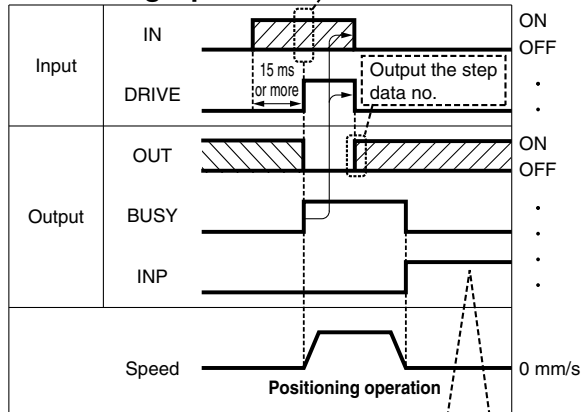 IN
ON
OFF
Input
15 ms
or more
Output the step
data no.
DRIVE
OUT
ON
OFF
Output
BUSY
INP
Speed
0 mm/s
Positioning operation